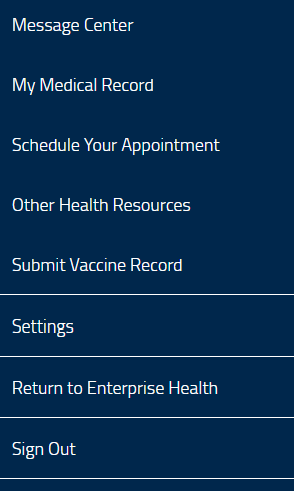 Message Center
My Medical Record
Schedule Your Appointment
Other Health Resources
Submit Vaccine Record
Settings
Return to Enterprise Health
Sign Out